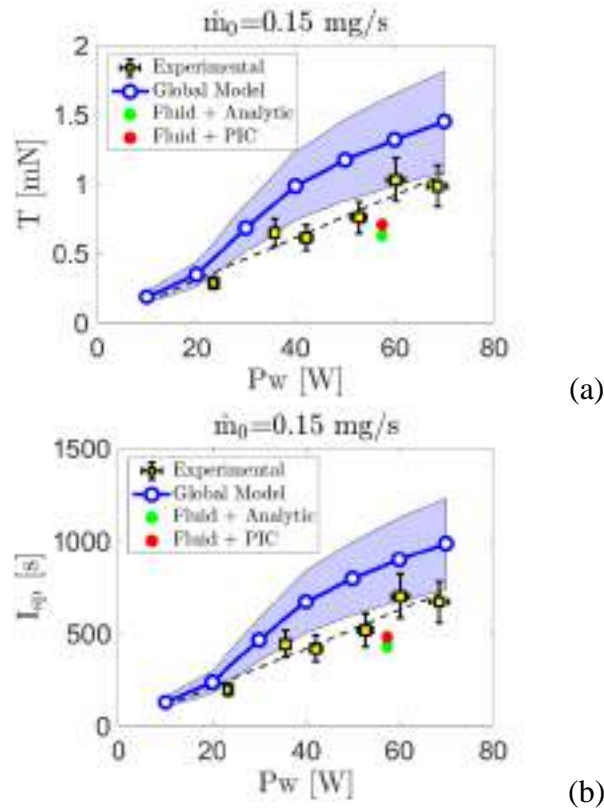 ṁ₀=0.15 mg/s
2
1.5
1
0.5
0
T [mN]
Experimental
Global Model
Fluid + Analytic
Fluid + PIC
0 20 40 60 80
Pw [W]
(a)
ṁ₀=0.15 mg/s
1500
1000
500
0
Isp [s]
Experimental
Global Model
Fluid + Analytic
Fluid + PIC
0 20 40 60 80
Pw [W]
(b)